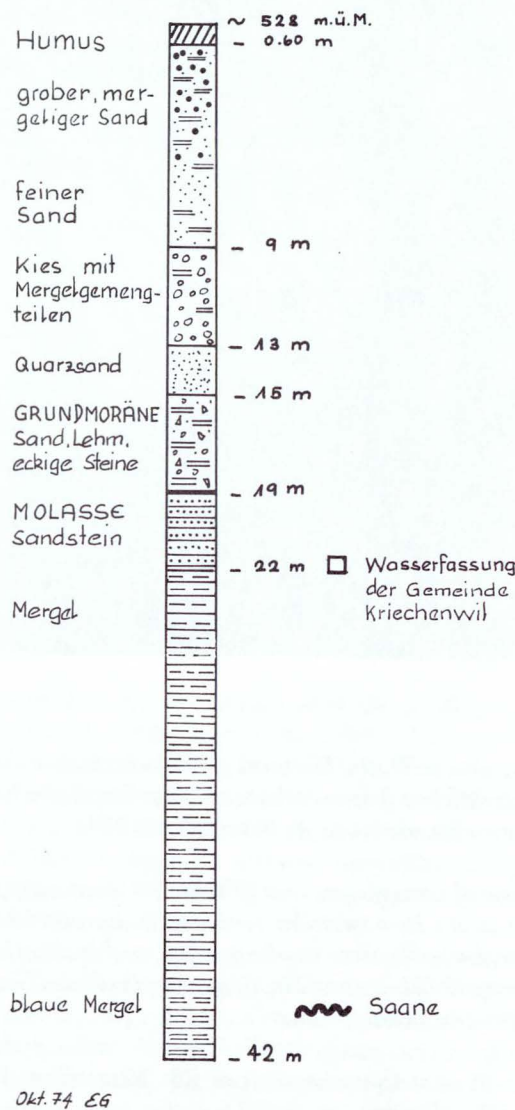 ~ 528 m.ü.M.
Humus
– 0.60 m
grober, mer-
geliger Sand
feiner
Sand
– 9 m
Kies mit
Mergelgemeng-
teilen
– 13 m
Quarzsand
– 15 m
GRUNDMORÄNE
Sand, Lehm,
eckige Steine
– 19 m
MOLASSE
Sandstein
– 22 m
Wasserfassung
der Gemeinde
Kriechenwil
Mergel
blaue Mergel
Saane
– 42 m
Okt. 74 EG